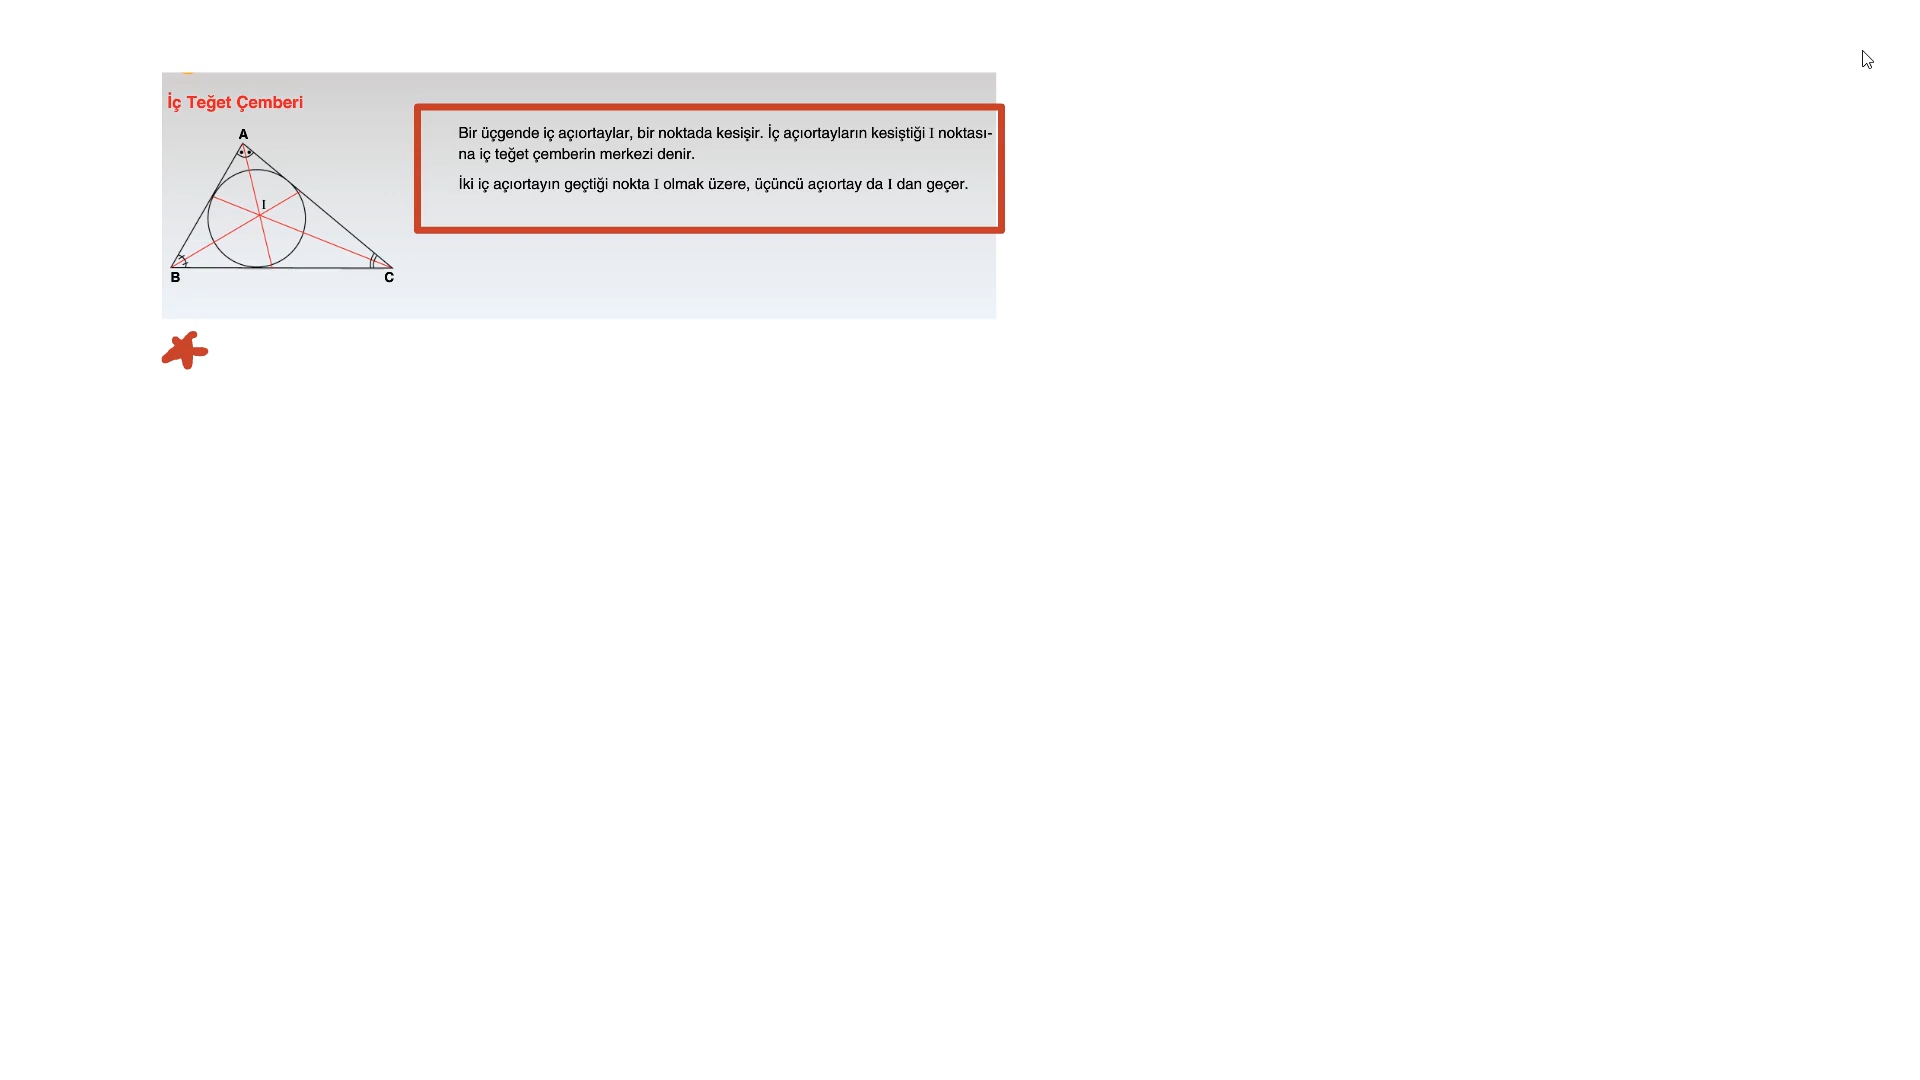 İç Teğet Çemberi
A
Bir üçgende iç açıortaylar, bir noktada kesişir. İç açıortayların kesiştiği I noktası-
na iç teğet çemberin merkezi denir.
İki iç açıortayın geçtiği nokta I olmak üzere, üçüncü açıortay da I dan geçer.
I
B
C